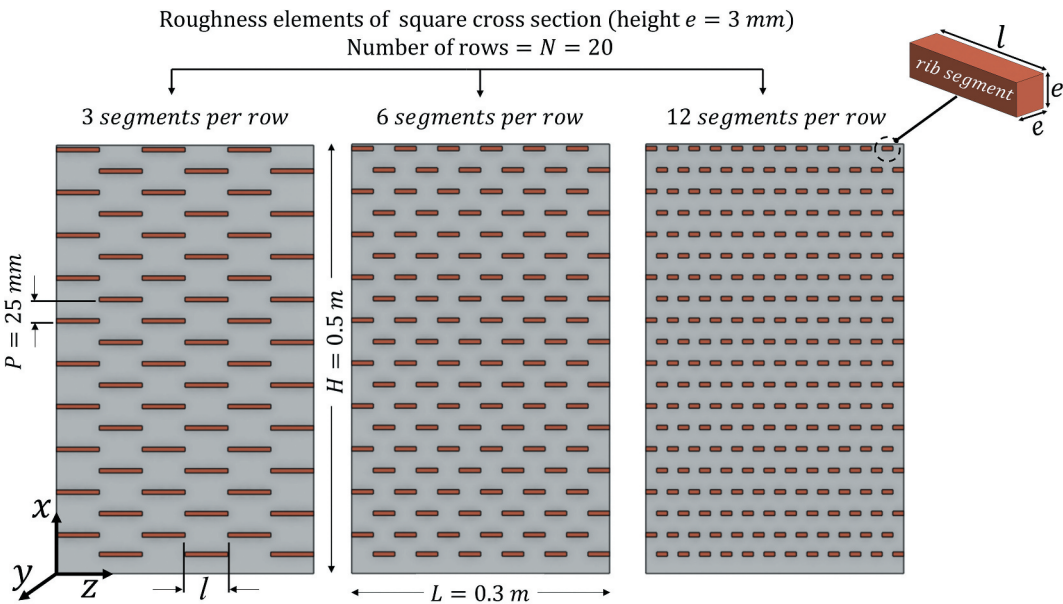 Roughness elements of square cross section (height e = 3 mm)
Number of rows = N = 20
l
rib segment
e
e
3 segments per row
6 segments per row
12 segments per row
P = 25 mm
H = 0.5 m
x
y
z
l
L = 0.3 m